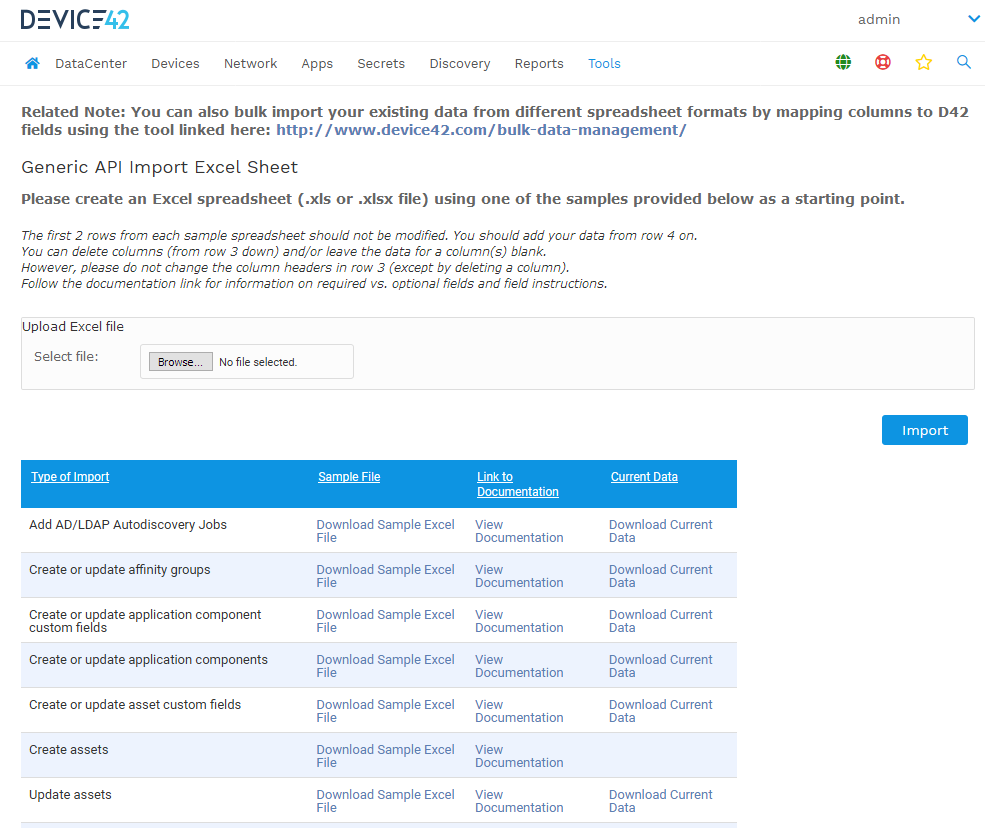 DEVICE42
admin
DataCenter Devices Network Apps Secrets Discovery Reports Tools
Related Note: You can also bulk import your existing data from different spreadsheet formats by mapping columns to D42
fields using the tool linked here: http://www.device42.com/bulk-data-management/
Generic API Import Excel Sheet
Please create an Excel spreadsheet (.xls or .xlsx file) using one of the samples provided below as a starting point.
The first 2 rows from each sample spreadsheet should not be modified. You should add your data from row 4 on.
You can delete columns (from row 3 down) and/or leave the data for a column(s) blank.
However, please do not change the column headers in row 3 (except by deleting a column).
Follow the documentation link for information on required vs. optional fields and field instructions.
Upload Excel file
Select file: Browse... No file selected.
Import
Type of Import Sample File Link to Current Data
Documentation
Add AD/LDAP Autodiscovery Jobs Download Sample Excel View Download Current
File Documentation Data
Create or update affinity groups Download Sample Excel View Download Current
File Documentation Data
Create or update application component Download Sample Excel View Download Current
custom fields File Documentation Data
Create or update application components Download Sample Excel View Download Current
File Documentation Data
Create or update asset custom fields Download Sample Excel View Download Current
File Documentation Data
Create assets Download Sample Excel View
File Documentation
Update assets Download Sample Excel View Download Current
File Documentation Data